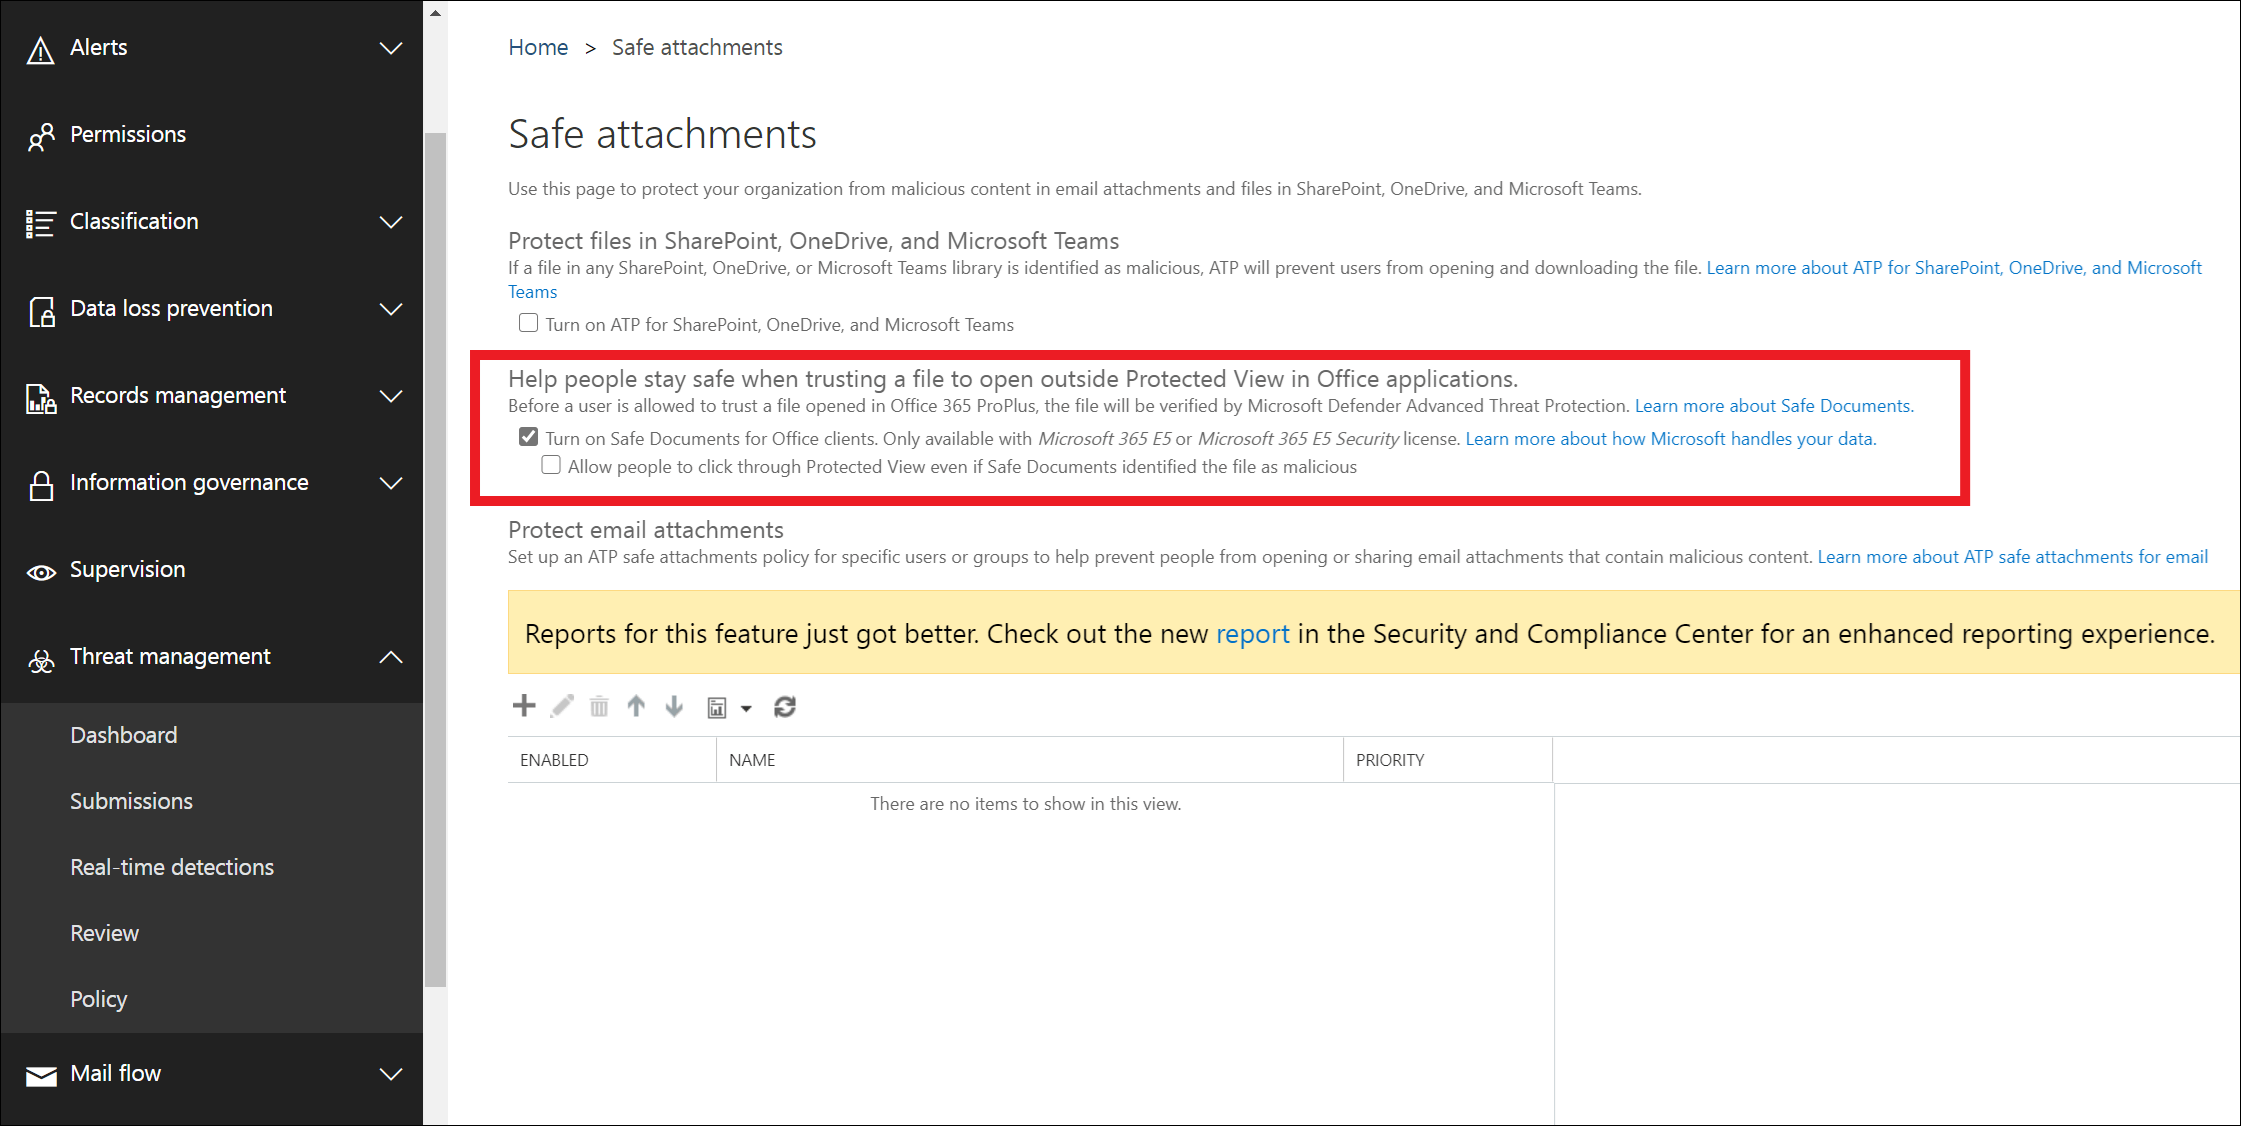 Alerts
Permissions
Classification
Data loss prevention
Records management
Information governance
Supervision
Threat management
Dashboard
Submissions
Real-time detections
Review
Policy
Mail flow
Home > Safe attachments
Safe attachments
Use this page to protect your organization from malicious content in email attachments and files in SharePoint, OneDrive, and Microsoft Teams.
Protect files in SharePoint, OneDrive, and Microsoft Teams
If a file in any SharePoint, OneDrive, or Microsoft Teams library is identified as malicious, ATP will prevent users from opening and downloading the file. Learn more about ATP for SharePoint, OneDrive, and Microsoft
Teams
Turn on ATP for SharePoint, OneDrive, and Microsoft Teams
Help people stay safe when trusting a file to open outside Protected View in Office applications.
Before a user is allowed to trust a file opened in Office 365 ProPlus, the file will be verified by Microsoft Defender Advanced Threat Protection. Learn more about Safe Documents.
Turn on Safe Documents for Office clients. Only available with Microsoft 365 E5 or Microsoft 365 E5 Security license. Learn more about how Microsoft handles your data.
Allow people to click through Protected View even if Safe Documents identified the file as malicious
Protect email attachments
Set up an ATP safe attachments policy for specific users or groups to help prevent people from opening or sharing email attachments that contain malicious content. Learn more about ATP safe attachments for email
Reports for this feature just got better. Check out the new report in the Security and Compliance Center for an enhanced reporting experience.
ENABLED NAME PRIORITY
There are no items to show in this view.